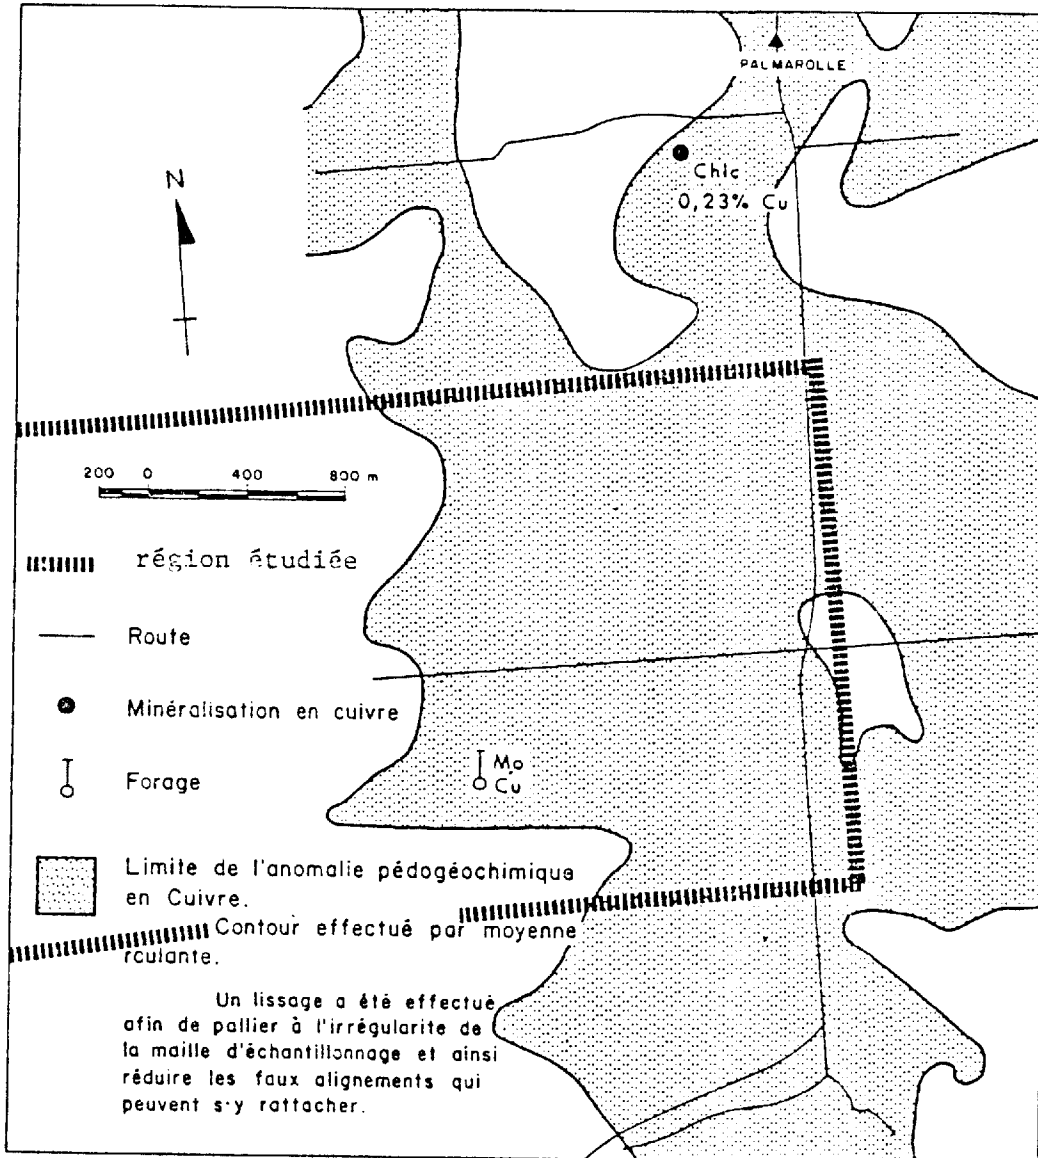 PALMAROLLE
Chic
0,23% Cu
N
200 0 400 800 m
région étudiée
Route
Minéralisation en cuivre
Forage
Mo
Cu
Limite de l'anomalie pédogéochimique
en Cuivre.
Contour effectué par moyenne
rculante.
Un lissage a été effectué
afin de pallier à l'irrégularite de
la maille d'échantillonnage et ainsi
réduire les faux alignements qui
peuvent s'y rattacher.